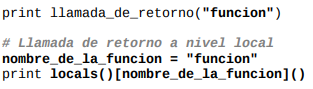 print llamada_de_retorno("funcion")
# Llamada de retorno a nivel local
nombre_de_la_funcion = "funcion"
print locals()[nombre_de_la_funcion]()